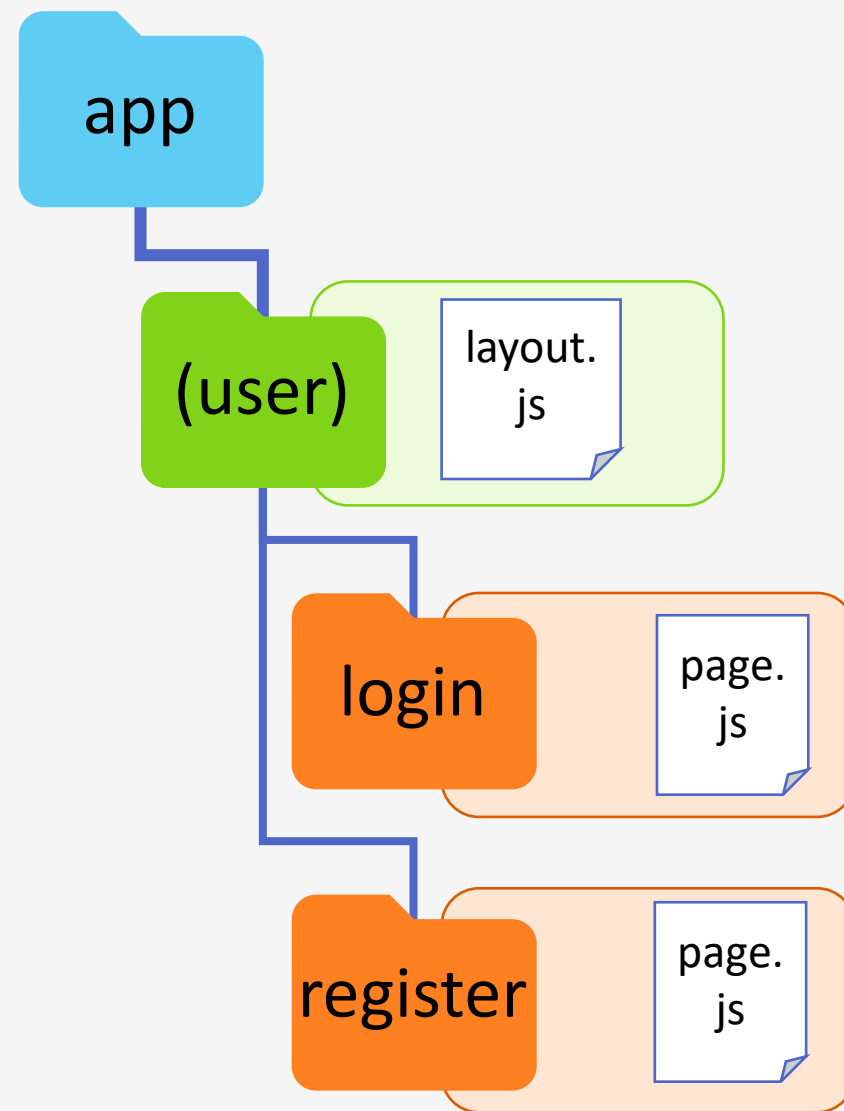 app
(user)
layout.
js
login
page.
js
register
page.
js